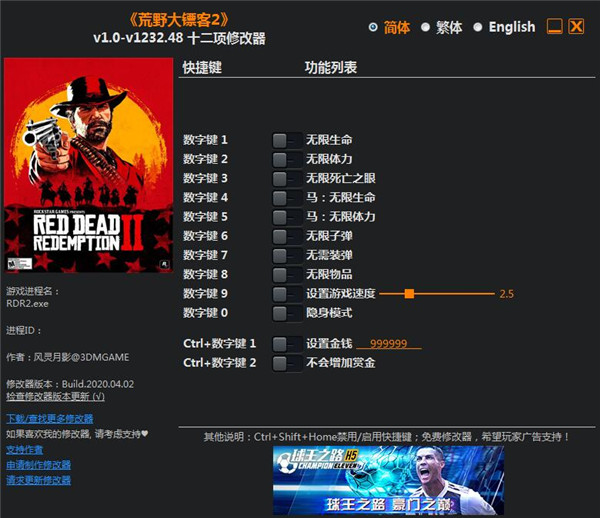 《荒野大镖客2》
v1.0-v1232.48 十二项修改器
简体 繁体 English
快捷键 功能列表
数字键 1 无限生命
数字键 2 无限体力
数字键 3 无限死亡之眼
数字键 4 马：无限生命
数字键 5 马：无限体力
数字键 6 无限子弹
数字键 7 无需装弹
数字键 8 无限物品
数字键 9 设置游戏速度 2.5
数字键 0 隐身模式
Ctrl+数字键 1 设置金钱 999999
Ctrl+数字键 2 不会增加赏金
ROCKSTAR GAMES PRESENTS
RED DEAD
REDEMPTION II
游戏进程名：
RDR2.exe
进程ID：
作者：风灵月影@3DMGAME
修改器版本：Build.2020.04.02
检查修改器版本更新 (√)
下载/查找更多修改器
如果喜欢我的修改器, 请考虑支持♥
支持作者
申请制作修改器
请求更新修改器
其他说明：Ctrl+Shift+Home禁用/启用快捷键；免费修改器，希望玩家广告支持！
球王之路 H5
CHAMPION ELEVEN
球王之路 豪门之巅